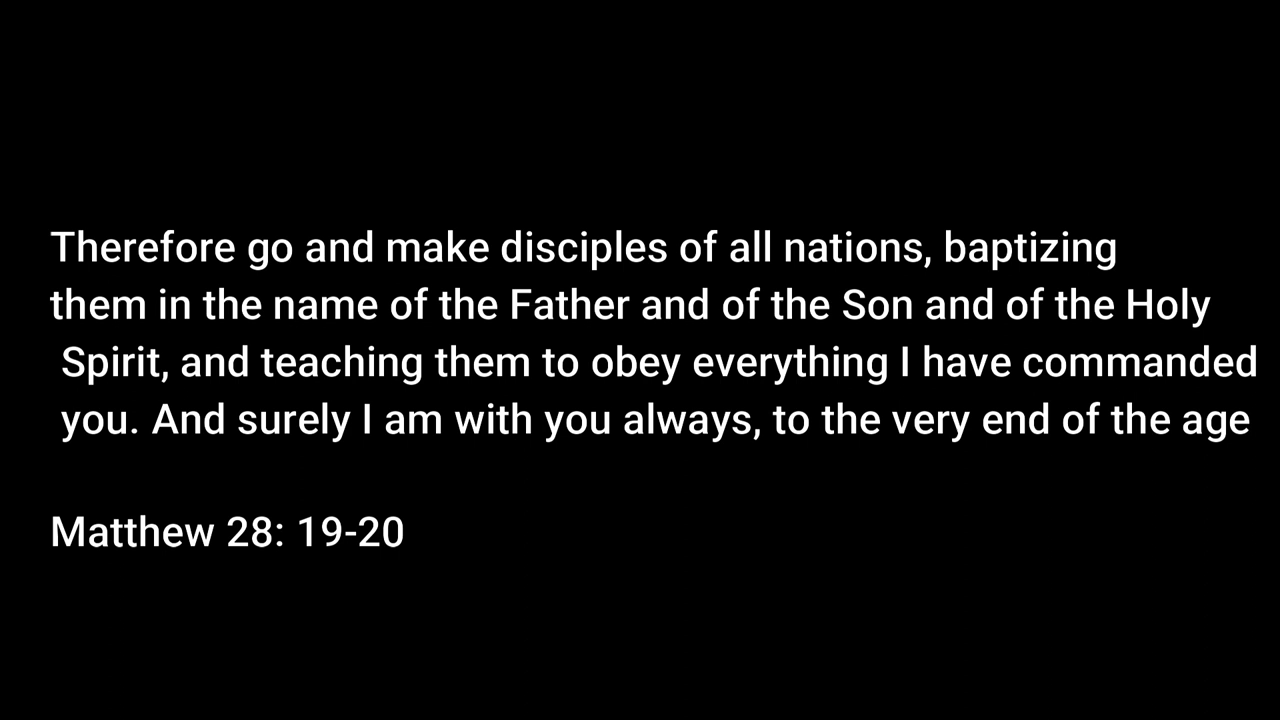 Therefore go and make disciples of all nations, baptizing
them in the name of the Father and of the Son and of the Holy
Spirit, and teaching them to obey everything I have commanded
you. And surely I am with you always, to the very end of the age
Matthew 28: 19-20